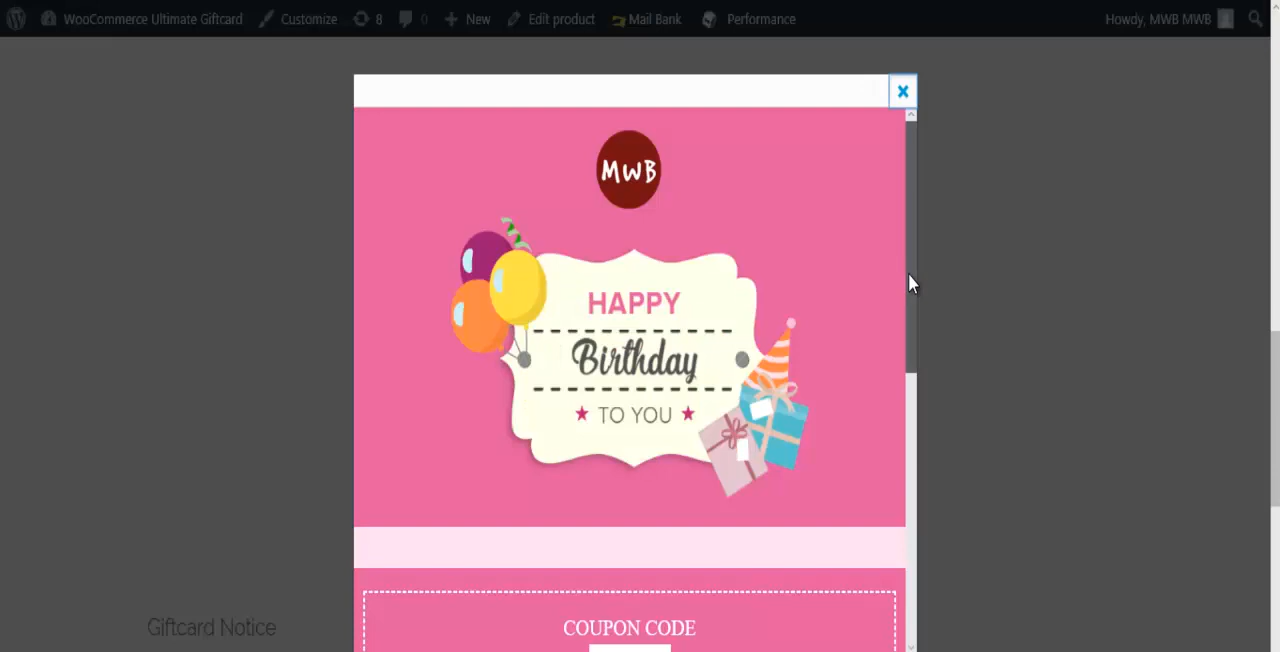 WooCommerce Ultimate Giftcard Customize 8 0 New Edit product Mail Bank Performance Howdy, MWB MWB
MWB
HAPPY
Birthday
TO YOU
COUPON CODE
Giftcard Notice